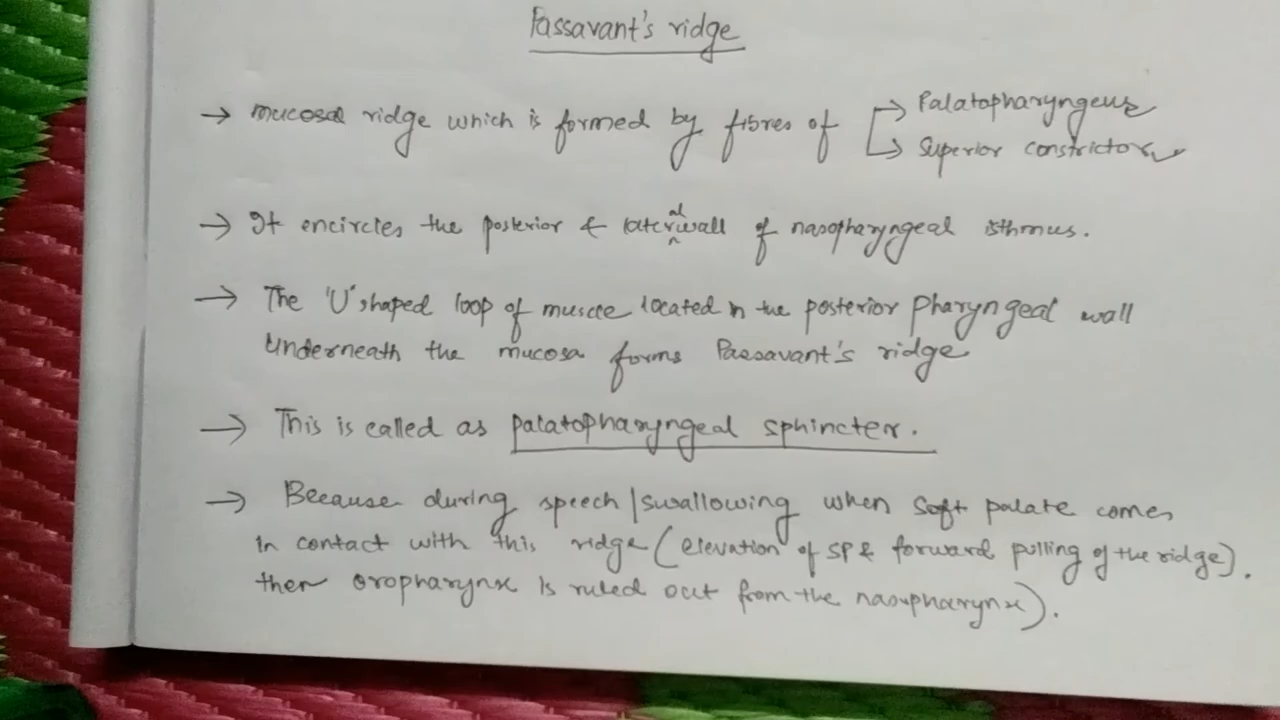 Passavant's ridge
→ mucosal ridge which is formed by fibres of → Palatopharyngeus
→ Superior constrictor
→ It encircles the posterior & lateral wall of nasopharyngeal isthmus.
→ The 'U' shaped loop of muscle located in the posterior pharyngeal wall
underneath the mucosa forms Passavant's ridge
→ This is called as palatopharyngeal sphincter.
→ Because during speech/swallowing when soft palate comes
in contact with this ridge (elevation of SP & forward pulling of the ridge).
then oropharynx is ruled out from the nasopharynx).